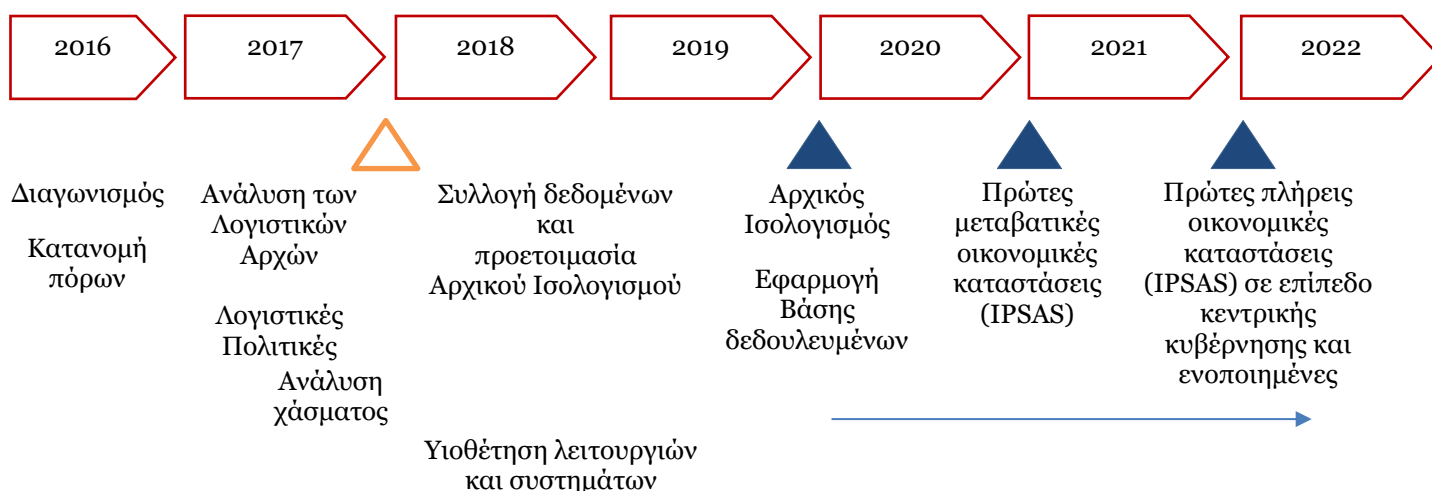 2016
2017
2018
2019
2020
2021
2022
Διαγωνισμός
Κατανομή
πόρων
Ανάλυση των
Λογιστικών
Αρχών
Λογιστικές
Πολιτικές
Ανάλυση
χάσματος
Συλλογή δεδομένων
και
προετοιμασία
Αρχικού Ισολογισμού
Υιοθέτηση λειτουργιών
και συστημάτων
Αρχικός
Ισολογισμός
Εφαρμογή
Βάσης
δεδουλευμένων
Πρώτες
μεταβατικές
οικονομικές
καταστάσεις
(IPSAS)
Πρώτες πλήρεις
οικονομικές
καταστάσεις
(IPSAS) σε επίπεδο
κεντρικής
κυβέρνησης και
ενοποιημένες